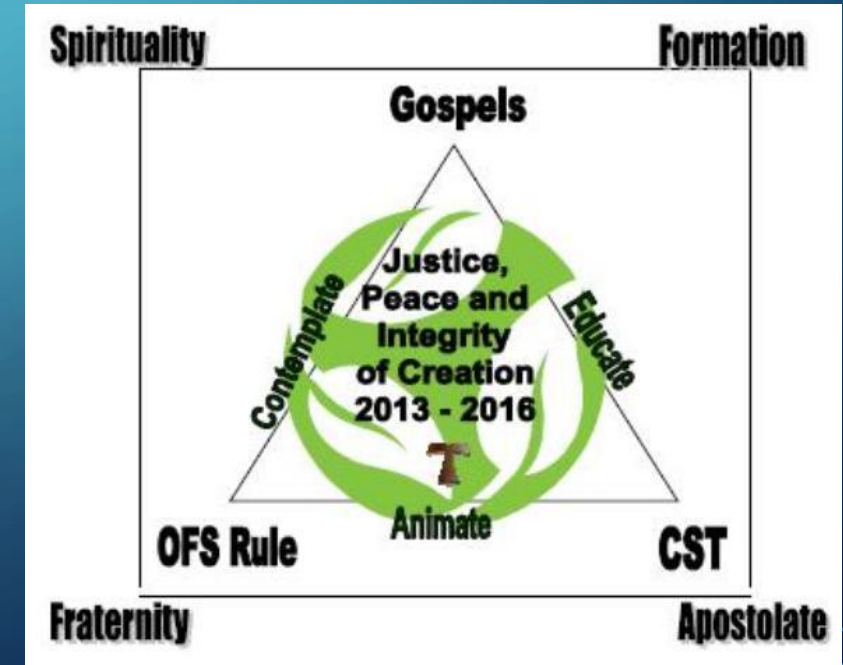 Spirituality
Formation
Gospels
Justice,
Peace and
Integrity
of Creation
2013 - 2016
Contemplate
Educate
Animate
OFS Rule
CST
Fraternity
Apostolate